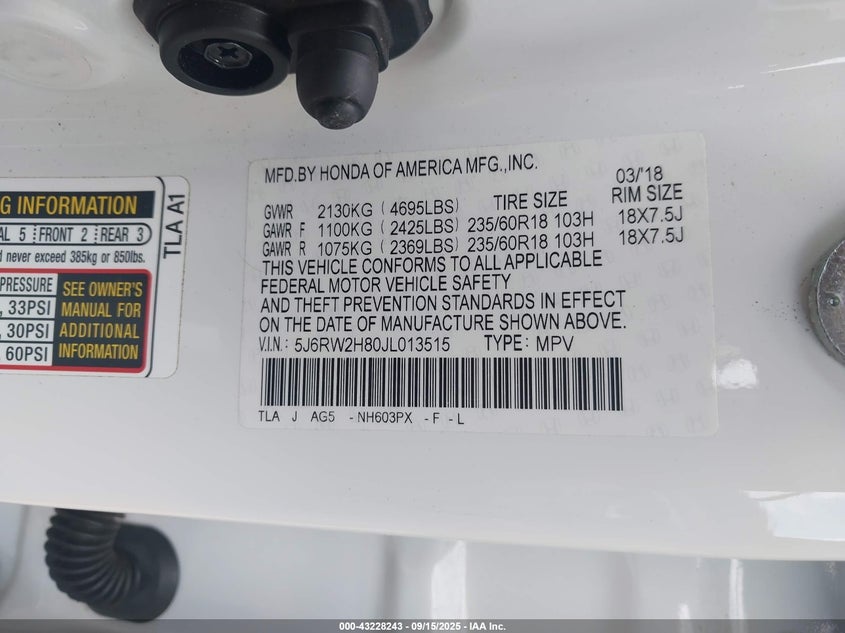 MFD.BY HONDA OF AMERICA MFG.,INC. 03/'18
TIRE SIZE RIM SIZE
GVWR 2130KG ( 4695LBS)
GAWR F 1100KG ( 2425LBS) 235/60R18 103H 18X7.5J
GAWR R 1075KG ( 2369LBS) 235/60R18 103H 18X7.5J
THIS VEHICLE CONFORMS TO ALL APPLICABLE
FEDERAL MOTOR VEHICLE SAFETY
AND THEFT PREVENTION STANDARDS IN EFFECT
ON THE DATE OF MANUFACTURE SHOWN ABOVE.
V.I.N: 5J6RW2H80JL013515 TYPE: MPV
TLA J AG5 -NH603PX -F -L
G INFORMATION
AL 5 FRONT 2 REAR 3
d never exceed 385kg or 850lbs.
PRESSURE
, 33PSI
, 30PSI
, 60PSI
SEE OWNER'S
MANUAL FOR
ADDITIONAL
INFORMATION
TLA A1
000-43228243 - 09/15/2025 - IAA Inc.